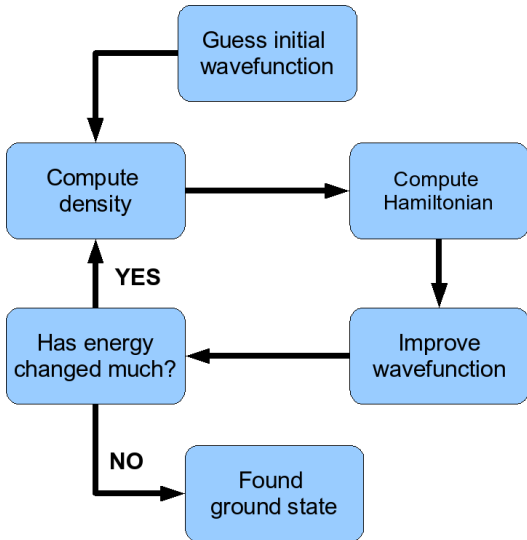 Guess initial
wavefunction
Compute
density
Compute
Hamiltonian
YES
Has energy
changed much?
Improve
wavefunction
NO
Found
ground state